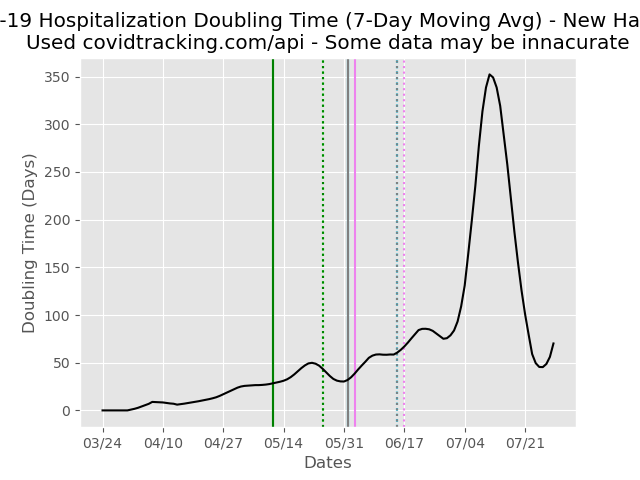 -19 Hospitalization Doubling Time (7-Day Moving Avg) - New Ha
Used covidtracking.com/api - Some data may be innacurate
350
300
250
200
150
100
50
0
Doubling Time (Days)
03/24 04/10 04/27 05/14 05/31 06/17 07/04 07/21
Dates